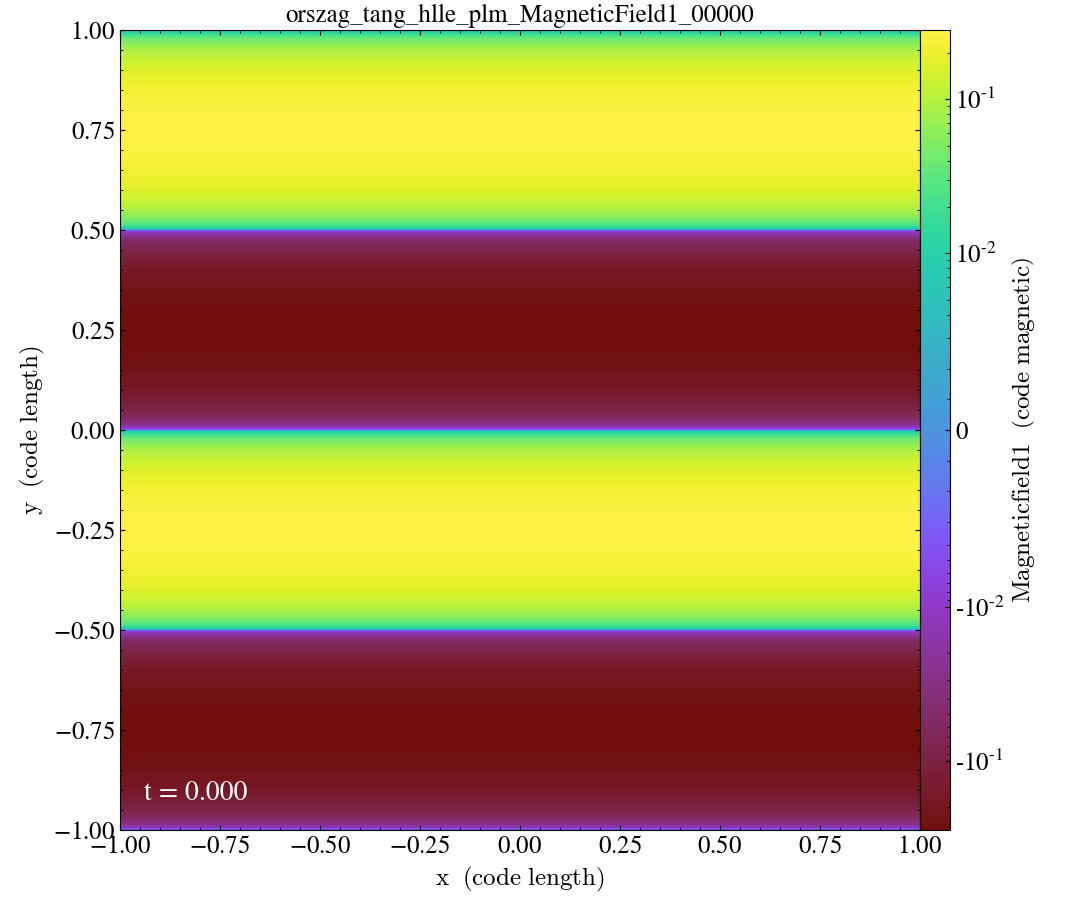 orszag_tang_hlle_plm_MagneticField1_00000
1.00
0.75
0.50
0.25
0.00
−0.25
−0.50
−0.75
−1.00
y (code length)
t = 0.000
−1.00 −0.75 −0.50 −0.25 0.00 0.25 0.50 0.75 1.00
x (code length)
10^-1
10^-2
0
-10^-2
-10^-1
Magneticfield1 (code magnetic)